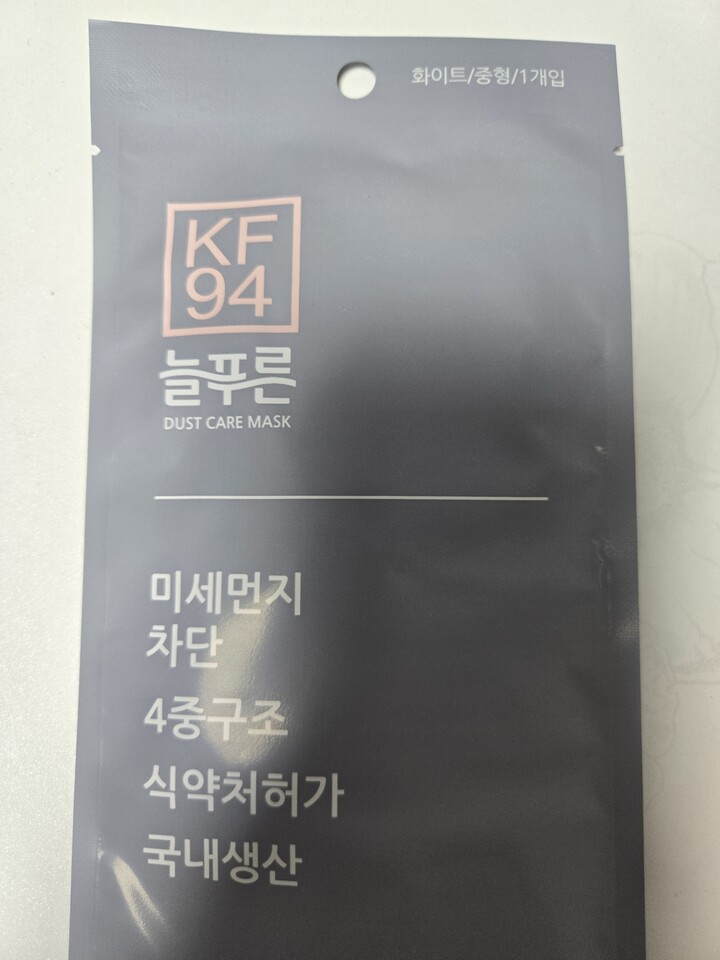 화이트/중형/1개입
KF
94
늘푸른
DUST CARE MASK
미세먼지
차단
4중구조
식약처허가
국내생산